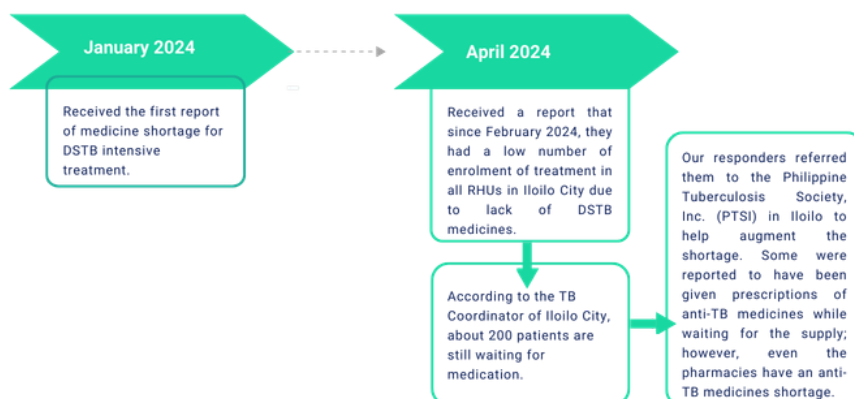 January 2024
Received the first report
of medicine shortage for
DSTB intensive
treatment.
April 2024
Received a report that
since February 2024, they
had a low number of
enrolment of treatment in
all RHUs in Iloilo City due
to lack of DSTB
medicines.
According to the TB
Coordinator of Iloilo City,
about 200 patients are
still waiting for
medication.
Our responders referred
them to the Philippine
Tuberculosis Society,
Inc. (PTSI) in Iloilo to
help augment the
shortage. Some were
reported to have been
given prescriptions of
anti-TB medicines while
waiting for the supply;
however, even the
pharmacies have an anti-
TB medicines shortage.